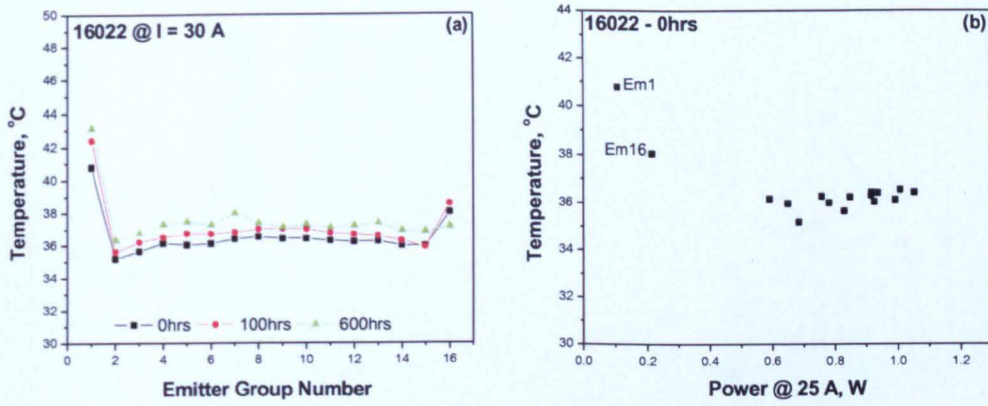 16022 @ I = 30 A
(a)
50
48
46
44
42
40
38
36
34
32
30
Temperature, °C
0hrs
100hrs
600hrs
0 2 4 6 8 10 12 14 16
Emitter Group Number
16022 - 0hrs
(b)
44
42
40
38
36
34
32
30
Temperature, °C
Em1
Em16
0.0 0.2 0.4 0.6 0.8 1.0 1.2
Power @ 25 A, W